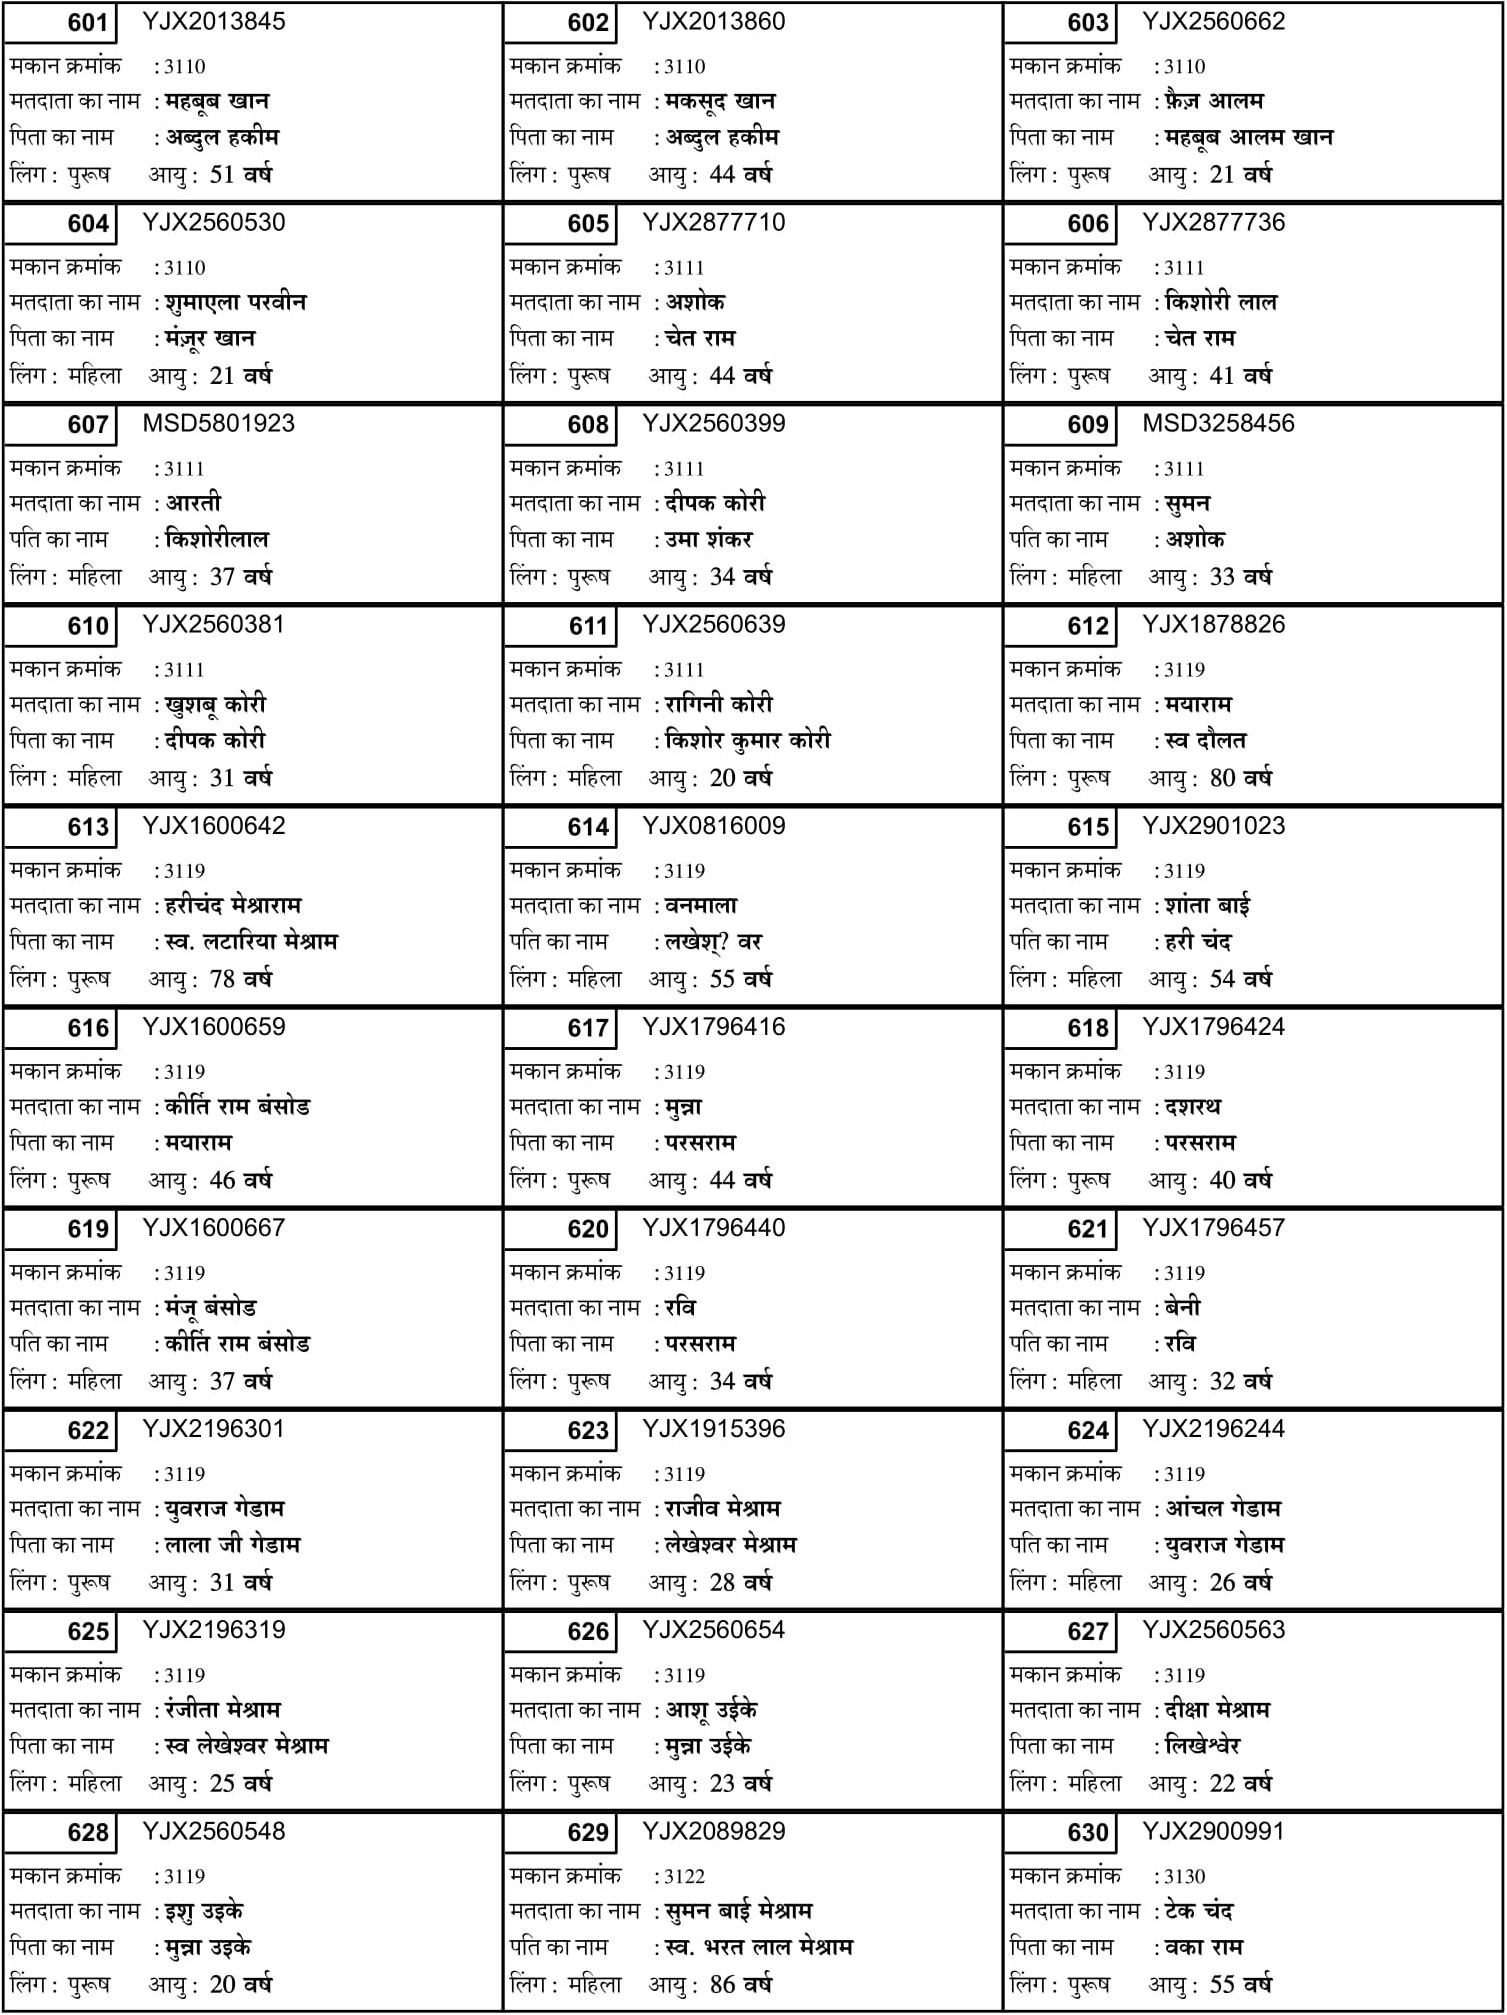 601 YJX2013845
मकान क्रमांक : 3110
मतदाता का नाम : महबूब खान
पिता का नाम : अब्दुल हकीम
लिंग : पुरूष आयु : 51 वर्ष
602 YJX2013860
मकान क्रमांक : 3110
मतदाता का नाम : मकसूद खान
पिता का नाम : अब्दुल हकीम
लिंग : पुरूष आयु : 44 वर्ष
603 YJX2560662
मकान क्रमांक : 3110
मतदाता का नाम : फ़ैज़ आलम
पिता का नाम : महबूब आलम खान
लिंग : पुरूष आयु : 21 वर्ष
604 YJX2560530
मकान क्रमांक : 3110
मतदाता का नाम : शुमाएला परवीन
पिता का नाम : मंज़ूर खान
लिंग : महिला आयु : 21 वर्ष
605 YJX2877710
मकान क्रमांक : 3111
मतदाता का नाम : अशोक
पिता का नाम : चेत राम
लिंग : पुरूष आयु : 44 वर्ष
606 YJX2877736
मकान क्रमांक : 3111
मतदाता का नाम : किशोरी लाल
पिता का नाम : चेत राम
लिंग : पुरूष आयु : 41 वर्ष
607 MSD5801923
मकान क्रमांक : 3111
मतदाता का नाम : आरती
पति का नाम : किशोरीलाल
लिंग : महिला आयु : 37 वर्ष
608 YJX2560399
मकान क्रमांक : 3111
मतदाता का नाम : दीपक कोरी
पिता का नाम : उमा शंकर
लिंग : पुरूष आयु : 34 वर्ष
609 MSD3258456
मकान क्रमांक : 3111
मतदाता का नाम : सुमन
पति का नाम : अशोक
लिंग : महिला आयु : 33 वर्ष
610 YJX2560381
मकान क्रमांक : 3111
मतदाता का नाम : खुशबू कोरी
पिता का नाम : दीपक कोरी
लिंग : महिला आयु : 31 वर्ष
611 YJX2560639
मकान क्रमांक : 3111
मतदाता का नाम : रागिनी कोरी
पिता का नाम : किशोर कुमार कोरी
लिंग : महिला आयु : 20 वर्ष
612 YJX1878826
मकान क्रमांक : 3119
मतदाता का नाम : मयाराम
पिता का नाम : स्व दौलत
लिंग : पुरूष आयु : 80 वर्ष
613 YJX1600642
मकान क्रमांक : 3119
मतदाता का नाम : हरीचंद मेश्राराम
पिता का नाम : स्व. लटारिया मेश्राम
लिंग : पुरूष आयु : 78 वर्ष
614 YJX0816009
मकान क्रमांक : 3119
मतदाता का नाम : वनमाला
पति का नाम : लखेश्? वर
लिंग : महिला आयु : 55 वर्ष
615 YJX2901023
मकान क्रमांक : 3119
मतदाता का नाम : शांता बाई
पति का नाम : हरी चंद
लिंग : महिला आयु : 54 वर्ष
616 YJX1600659
मकान क्रमांक : 3119
मतदाता का नाम : कीर्ति राम बंसोड
पिता का नाम : मयाराम
लिंग : पुरूष आयु : 46 वर्ष
617 YJX1796416
मकान क्रमांक : 3119
मतदाता का नाम : मुन्ना
पिता का नाम : परसराम
लिंग : पुरूष आयु : 44 वर्ष
618 YJX1796424
मकान क्रमांक : 3119
मतदाता का नाम : दशरथ
पिता का नाम : परसराम
लिंग : पुरूष आयु : 40 वर्ष
619 YJX1600667
मकान क्रमांक : 3119
मतदाता का नाम : मंजू बंसोड
पति का नाम : कीर्ति राम बंसोड
लिंग : महिला आयु : 37 वर्ष
620 YJX1796440
मकान क्रमांक : 3119
मतदाता का नाम : रवि
पिता का नाम : परसराम
लिंग : पुरूष आयु : 34 वर्ष
621 YJX1796457
मकान क्रमांक : 3119
मतदाता का नाम : बेनी
पति का नाम : रवि
लिंग : महिला आयु : 32 वर्ष
622 YJX2196301
मकान क्रमांक : 3119
मतदाता का नाम : युवराज गेडाम
पिता का नाम : लाला जी गेडाम
लिंग : पुरूष आयु : 31 वर्ष
623 YJX1915396
मकान क्रमांक : 3119
मतदाता का नाम : राजीव मेश्राम
पिता का नाम : लेखेश्वर मेश्राम
लिंग : पुरूष आयु : 28 वर्ष
624 YJX2196244
मकान क्रमांक : 3119
मतदाता का नाम : आंचल गेडाम
पति का नाम : युवराज गेडाम
लिंग : महिला आयु : 26 वर्ष
625 YJX2196319
मकान क्रमांक : 3119
मतदाता का नाम : रंजीता मेश्राम
पिता का नाम : स्व लेखेश्वर मेश्राम
लिंग : महिला आयु : 25 वर्ष
626 YJX2560654
मकान क्रमांक : 3119
मतदाता का नाम : आशू उईके
पिता का नाम : मुन्ना उईके
लिंग : पुरूष आयु : 23 वर्ष
627 YJX2560563
मकान क्रमांक : 3119
मतदाता का नाम : दीक्षा मेश्राम
पिता का नाम : लिखेश्वेर
लिंग : महिला आयु : 22 वर्ष
628 YJX2560548
मकान क्रमांक : 3119
मतदाता का नाम : इशु उइके
पिता का नाम : मुन्ना उइके
लिंग : पुरूष आयु : 20 वर्ष
629 YJX2089829
मकान क्रमांक : 3122
मतदाता का नाम : सुमन बाई मेश्राम
पति का नाम : स्व. भरत लाल मेश्राम
लिंग : महिला आयु : 86 वर्ष
630 YJX2900991
मकान क्रमांक : 3130
मतदाता का नाम : टेक चंद
पिता का नाम : वका राम
लिंग : पुरूष आयु : 55 वर्ष